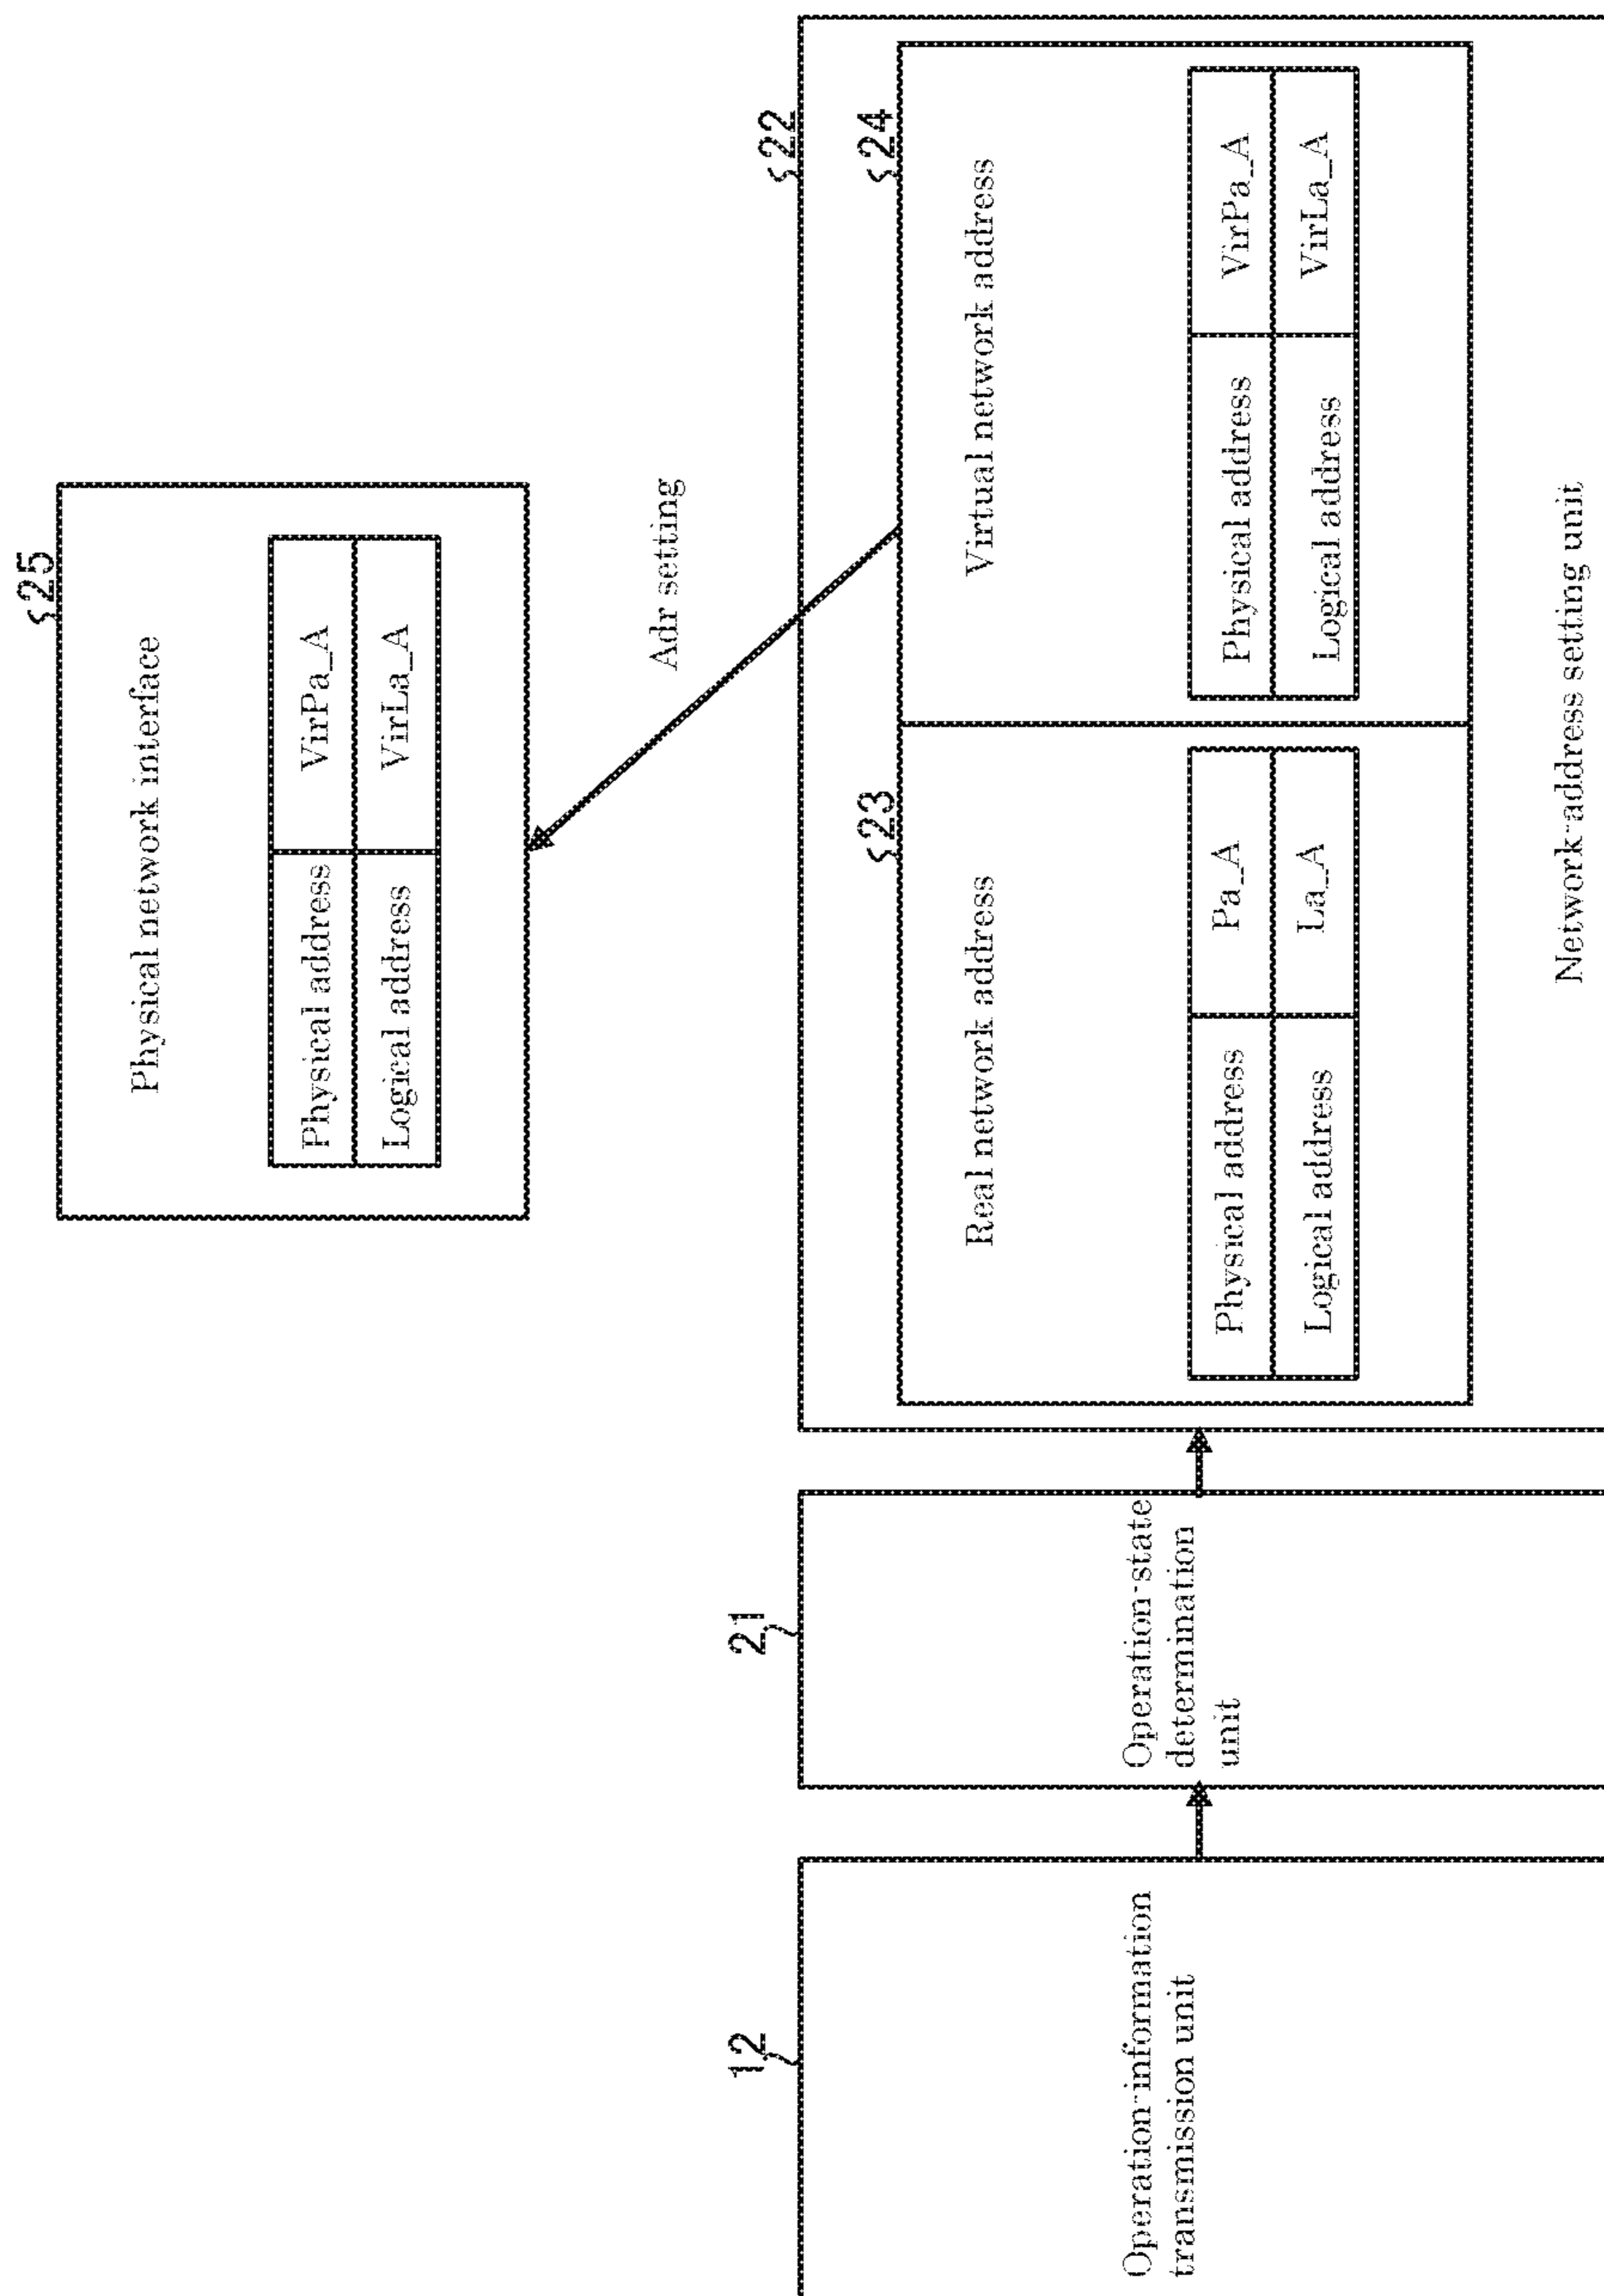 25
Physical network interface
Physical address VirPa_A
Logical address VirLa_A
Adr setting
12
Operation-information
transmission unit
21
Operation-state
determination
unit
22
23
Real network address
Physical address Pa_A
Logical address La_A
24
Virtual network address
Physical address VirPa_A
Logical address VirLa_A
Network-address setting unit